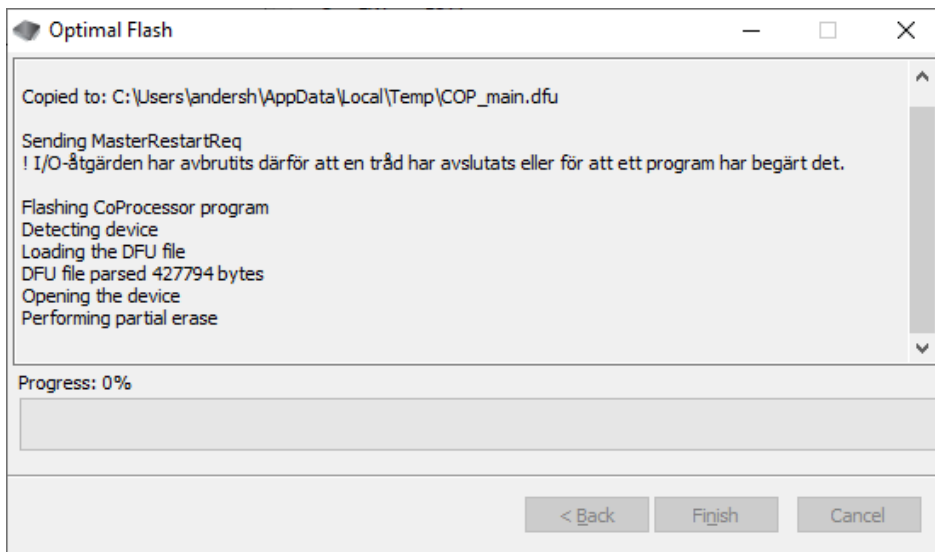 Optimal Flash
Copied to: C:\Users\andersh\AppData\Local\Temp\COP_main.dfu
Sending MasterRestartReq
! I/O-åtgärden har avbrutits därför att en tråd har avslutats eller för att ett program har begärt det.
Flashing CoProcessor program
Detecting device
Loading the DFU file
DFU file parsed 427794 bytes
Opening the device
Performing partial erase
Progress: 0%
< Back
Finish
Cancel